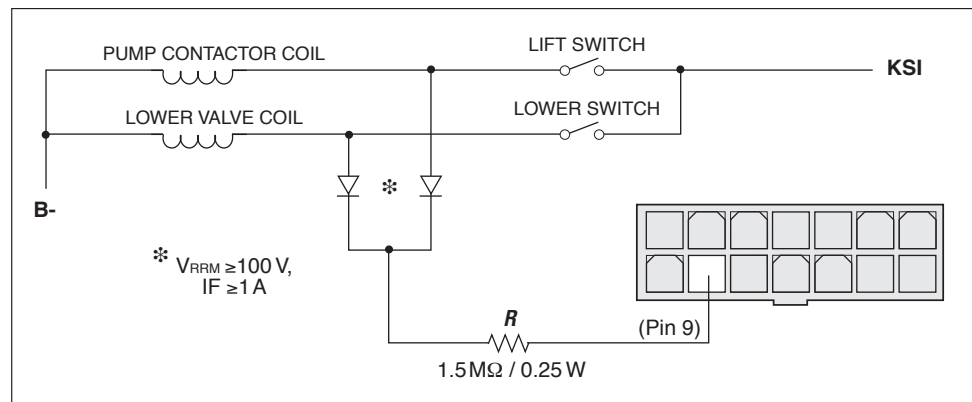 PUMP CONTACTOR COIL
LIFT SWITCH
KSI
LOWER VALVE COIL
LOWER SWITCH
B-
*
* VRRM ≥100 V,
IF ≥1 A
R
(Pin 9)
1.5 MΩ / 0.25 W